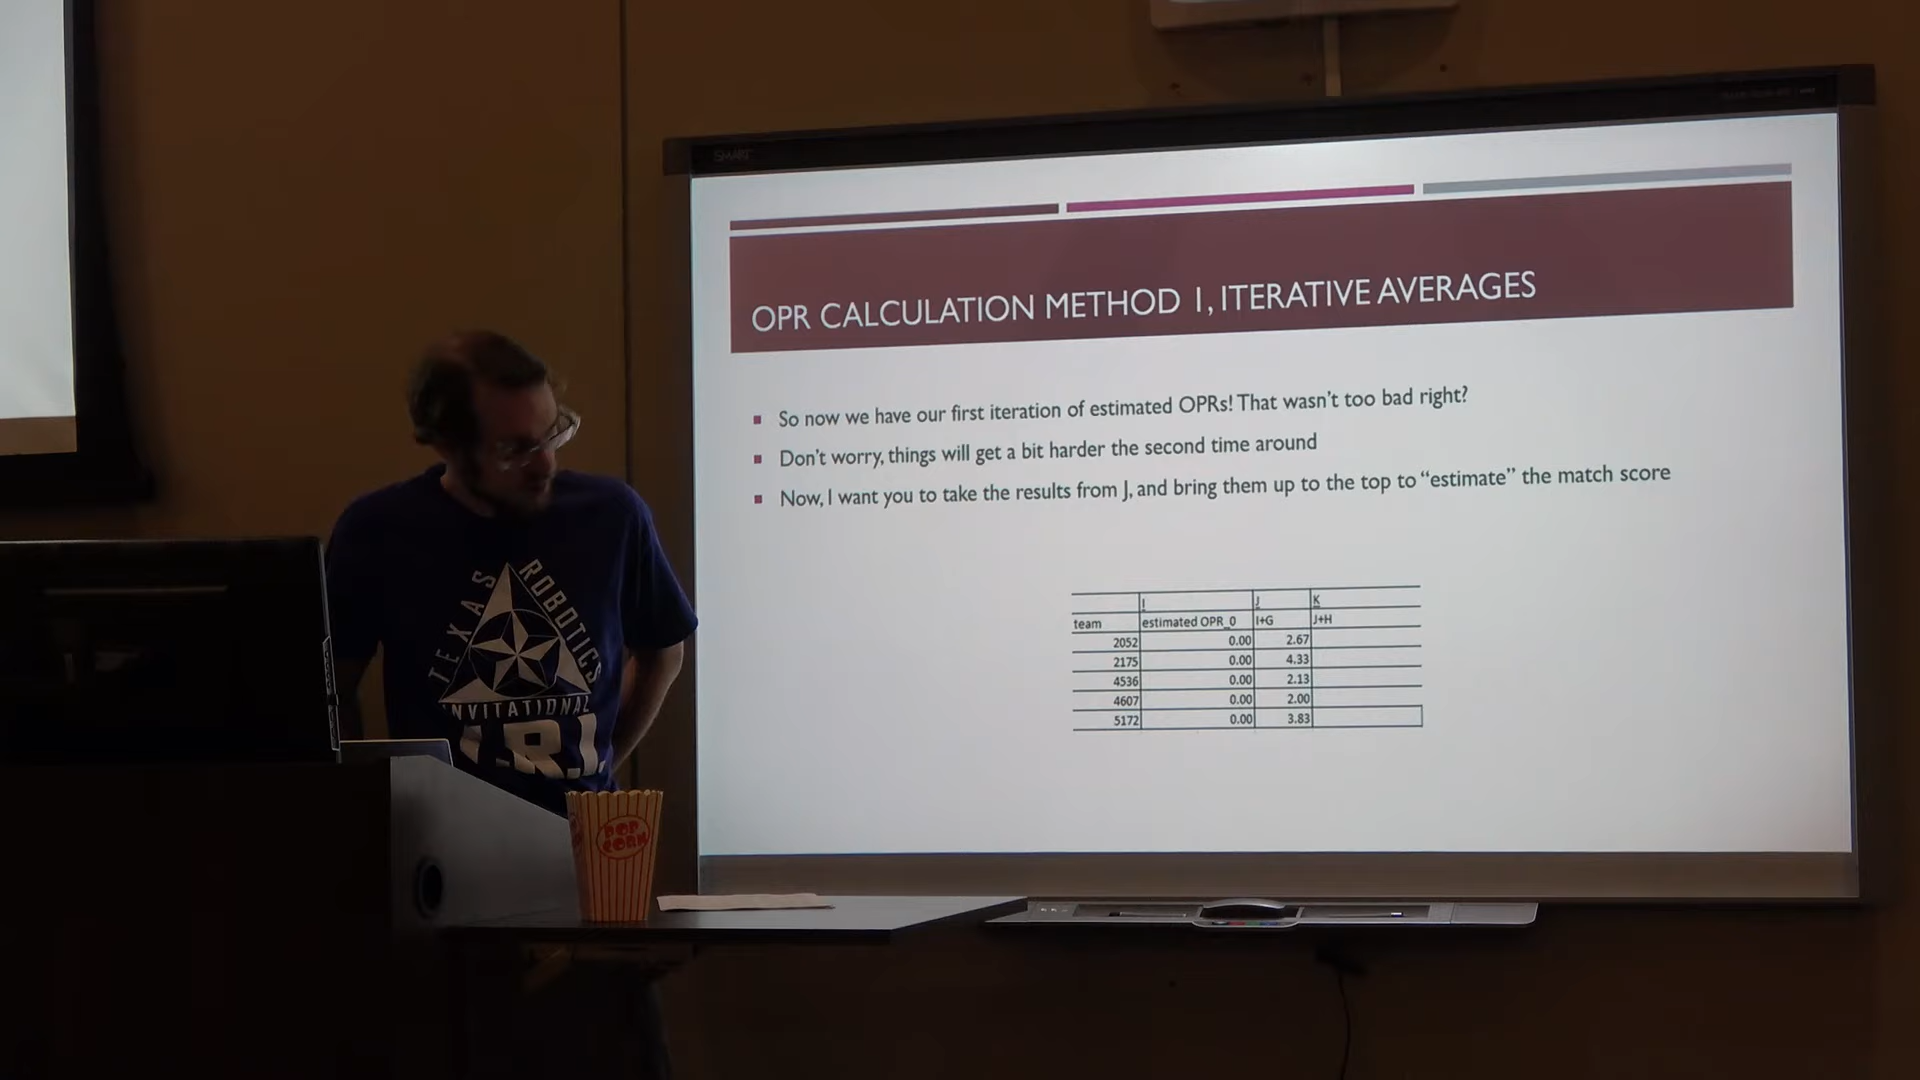 SMART
OPR CALCULATION METHOD 1, ITERATIVE AVERAGES
So now we have our first iteration of estimated OPRs! That wasn't too bad right?
Don't worry, things will get a bit harder the second time around
Now, I want you to take the results from J, and bring them up to the top to “estimate” the match score
I J K
team estimated OPR_0 I+G J+H
2052 0.00 2.67
2175 0.00 4.33
4536 0.00 2.13
4607 0.00 2.00
5172 0.00 3.83
TEXAS ROBOTICS
INVITATIONAL
T.R.I.
POP
CORN